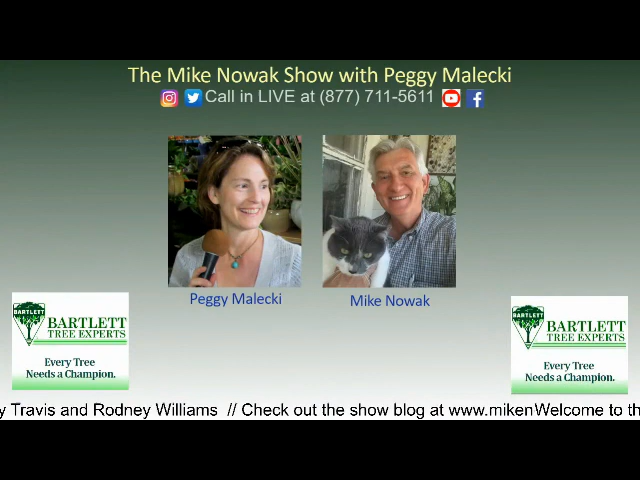 The Mike Nowak Show with Peggy Malecki
Call in LIVE at (877) 711-5611
Peggy Malecki
Mike Nowak
BARTLETT
BARTLETT
TREE EXPERTS
Every Tree
Needs a Champion.
BARTLETT
BARTLETT
TREE EXPERTS
Every Tree
Needs a Champion.
y Travis and Rodney Williams // Check out the show blog at www.mikenWelcome to th